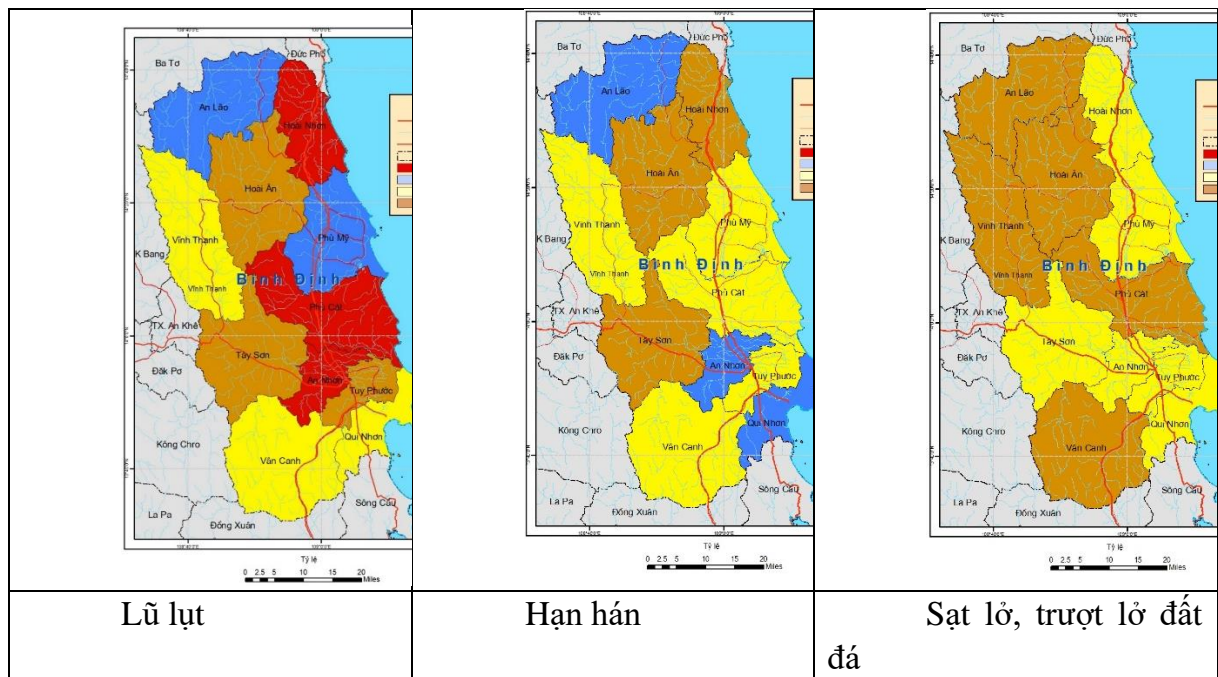 Đức Phổ
Ba Tơ
An Lão
Hoài Nhơn
Hoài Ân
Phù Mỹ
Vĩnh Thạnh
K Bang
Bình Định
Vĩnh Thạnh
Phù Cát
TX. An Khê
Tây Sơn
Đăk Pơ
An Nhơn
Tuy Phước
Qui Nhơn
Kông Chro
Vân Canh
Sông Cầu
La Pa
Đồng Xuân
Tỷ lệ
0 2.5 5 10 15 20
Miles
Lũ lụt
Đức Phổ
Ba Tơ
An Lão
Hoài Nhơn
Hoài Ân
Phù Mỹ
Vĩnh Thạnh
K Bang
Bình Định
Vĩnh Thạnh
Phù Cát
TX. An Khê
Tây Sơn
Đăk Pơ
An Nhơn
Tuy Phước
Qui Nhơn
Kông Chro
Vân Canh
Sông Cầu
La Pa
Đồng Xuân
Tỷ lệ
0 2.5 5 10 15 20
Miles
Hạn hán
Đức Phổ
Ba Tơ
An Lão
Hoài Nhơn
Hoài Ân
Phù Mỹ
Vĩnh Thạnh
K Bang
Bình Định
Vĩnh Thạnh
Phù Cát
TX. An Khê
Tây Sơn
Đăk Pơ
An Nhơn
Tuy Phước
Qui Nhơn
Kông Chro
Vân Canh
Sông Cầu
La Pa
Đồng Xuân
Tỷ lệ
0 2.5 5 10 15 20
Miles
Sạt lở, trượt lở đất
đá